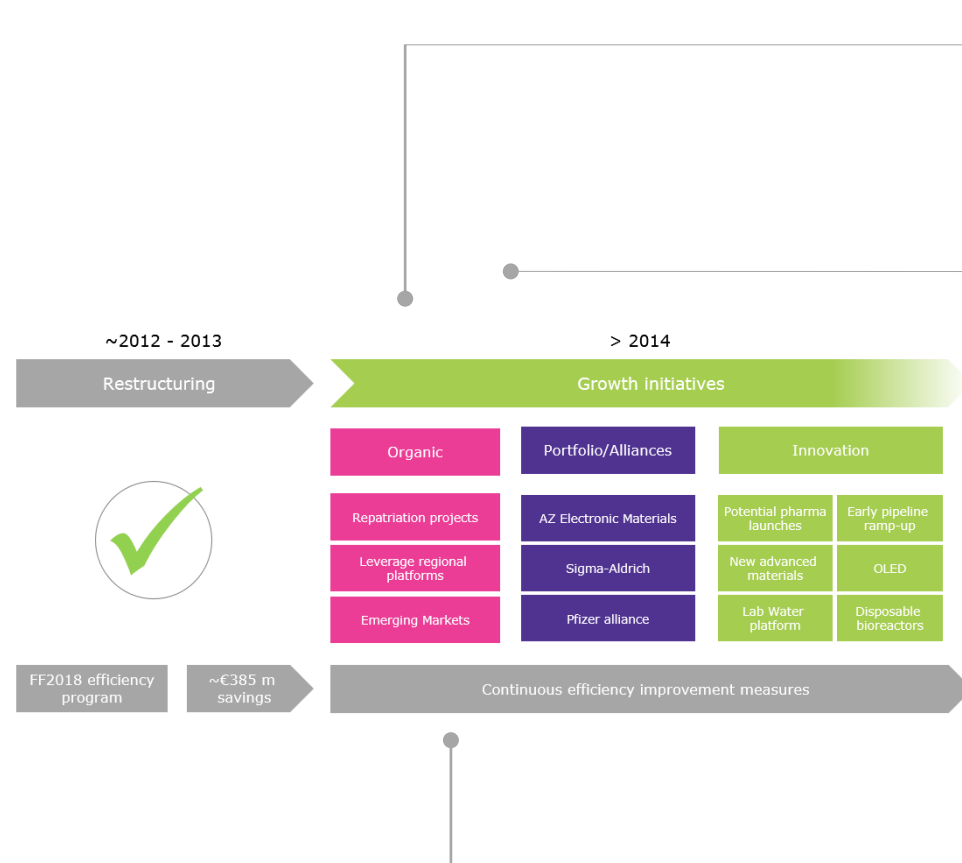 ~2012 - 2013
> 2014
Restructuring
Growth initiatives
Organic
Portfolio/Alliances
Innovation
Repatriation projects
AZ Electronic Materials
Potential pharma
launches
Early pipeline
ramp-up
Leverage regional
platforms
Sigma-Aldrich
New advanced
materials
OLED
Emerging Markets
Pfizer alliance
Lab Water
platform
Disposable
bioreactors
FF2018 efficiency
program
~€385 m
savings
Continuous efficiency improvement measures